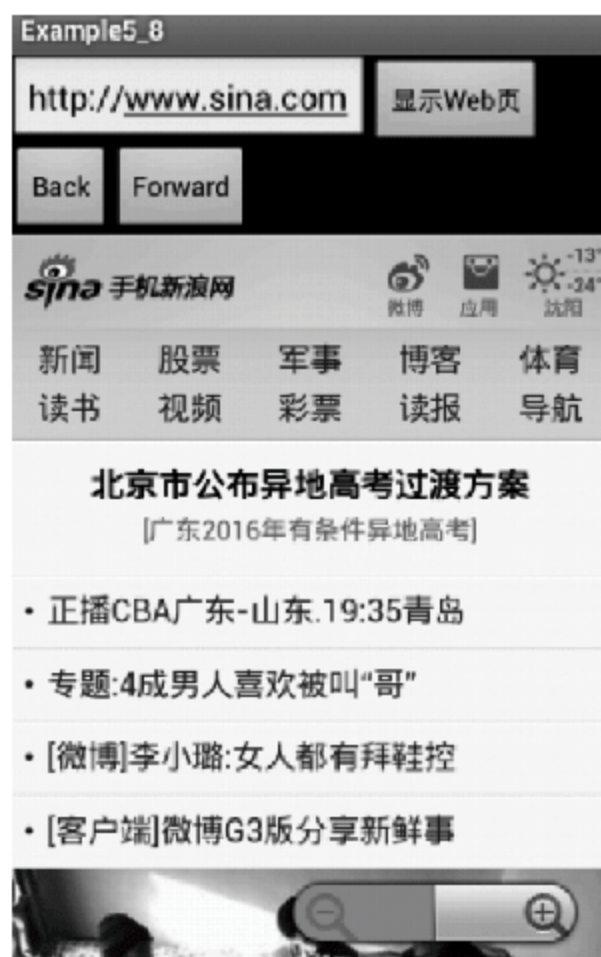 Example5_8
http://www.sina.com 显示Web页
Back Forward
sina 手机新浪网 微博 应用 -13° -24° 沈阳
新闻 股票 军事 博客 体育
读书 视频 彩票 读报 导航
北京市公布异地高考过渡方案
[广东2016年有条件异地高考]
• 正播CBA广东-山东.19:35青岛
• 专题:4成男人喜欢被叫“哥”
• [微博]李小璐:女人都有拜鞋控
• [客户端]微博G3版分享新鲜事